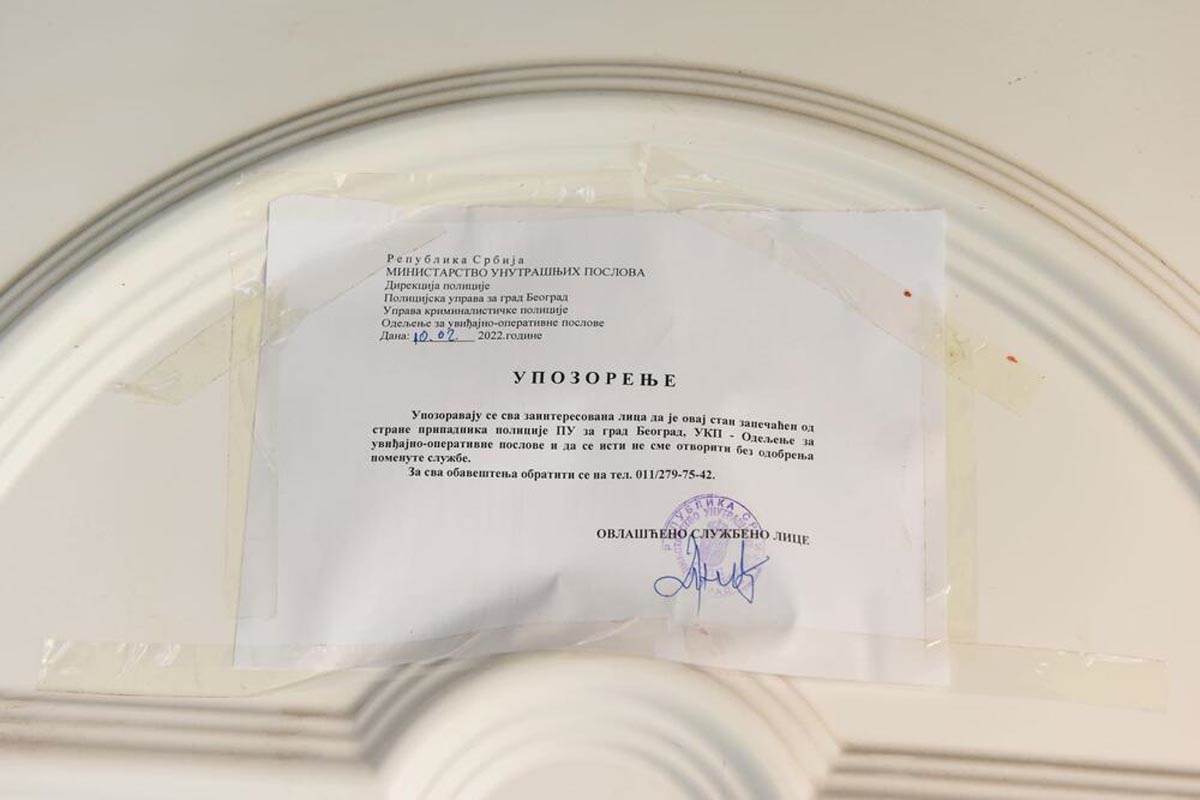 Република Србија
МИНИСТАРСТВО УНУТРАШЊИХ ПОСЛОВА
Дирекција полиције
Полицијска управа за град Београд
Управа криминалистичке полиције
Одељење за увиђајно-оперативне послове
Дана: 10.02. 2022.године
УПОЗОРЕЊЕ
Упозоравају се сва заинтересована лица да је овај стан запечаћен од
стране припадника полиције ПУ за град Београд, УКП - Одељење за
увиђајно-оперативне послове и да се исти не сме отворити без одобрења
поменуте службе.
За сва обавештења обратити се на тел. 011/279-75-42.
ОВЛАШЋЕНО СЛУЖБЕНО ЛИЦЕ